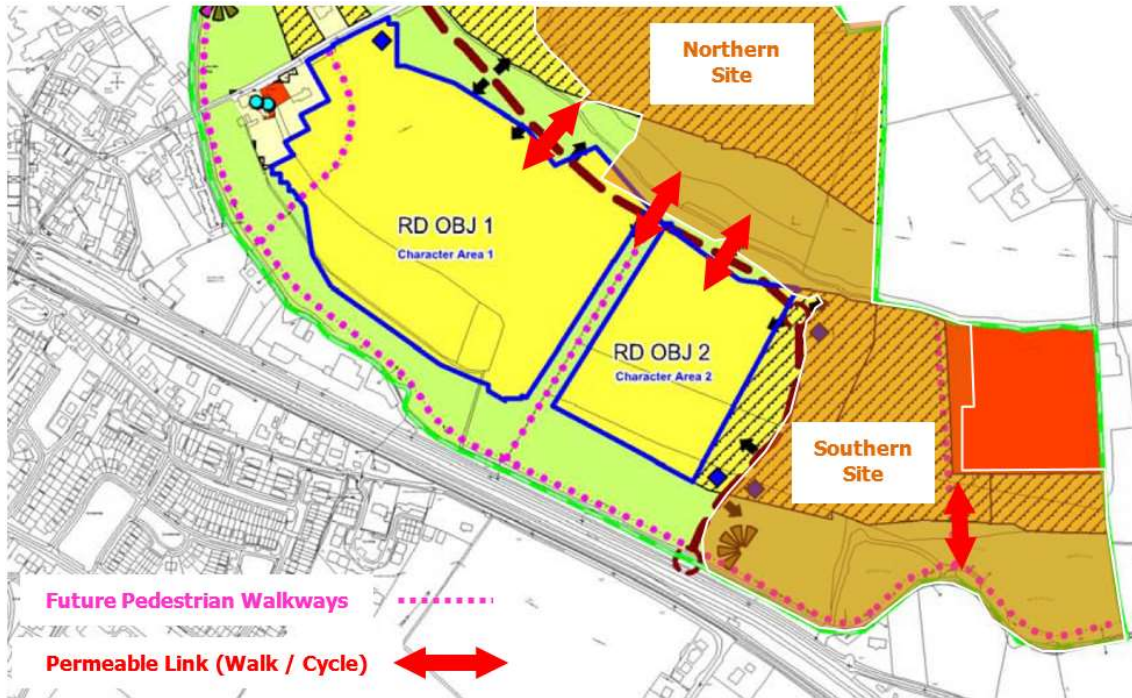 Northern
Site
RD OBJ 1
Character Area 1
RD OBJ 2
Character Area 2
Southern
Site
Future Pedestrian Walkways
Permeable Link (Walk / Cycle)